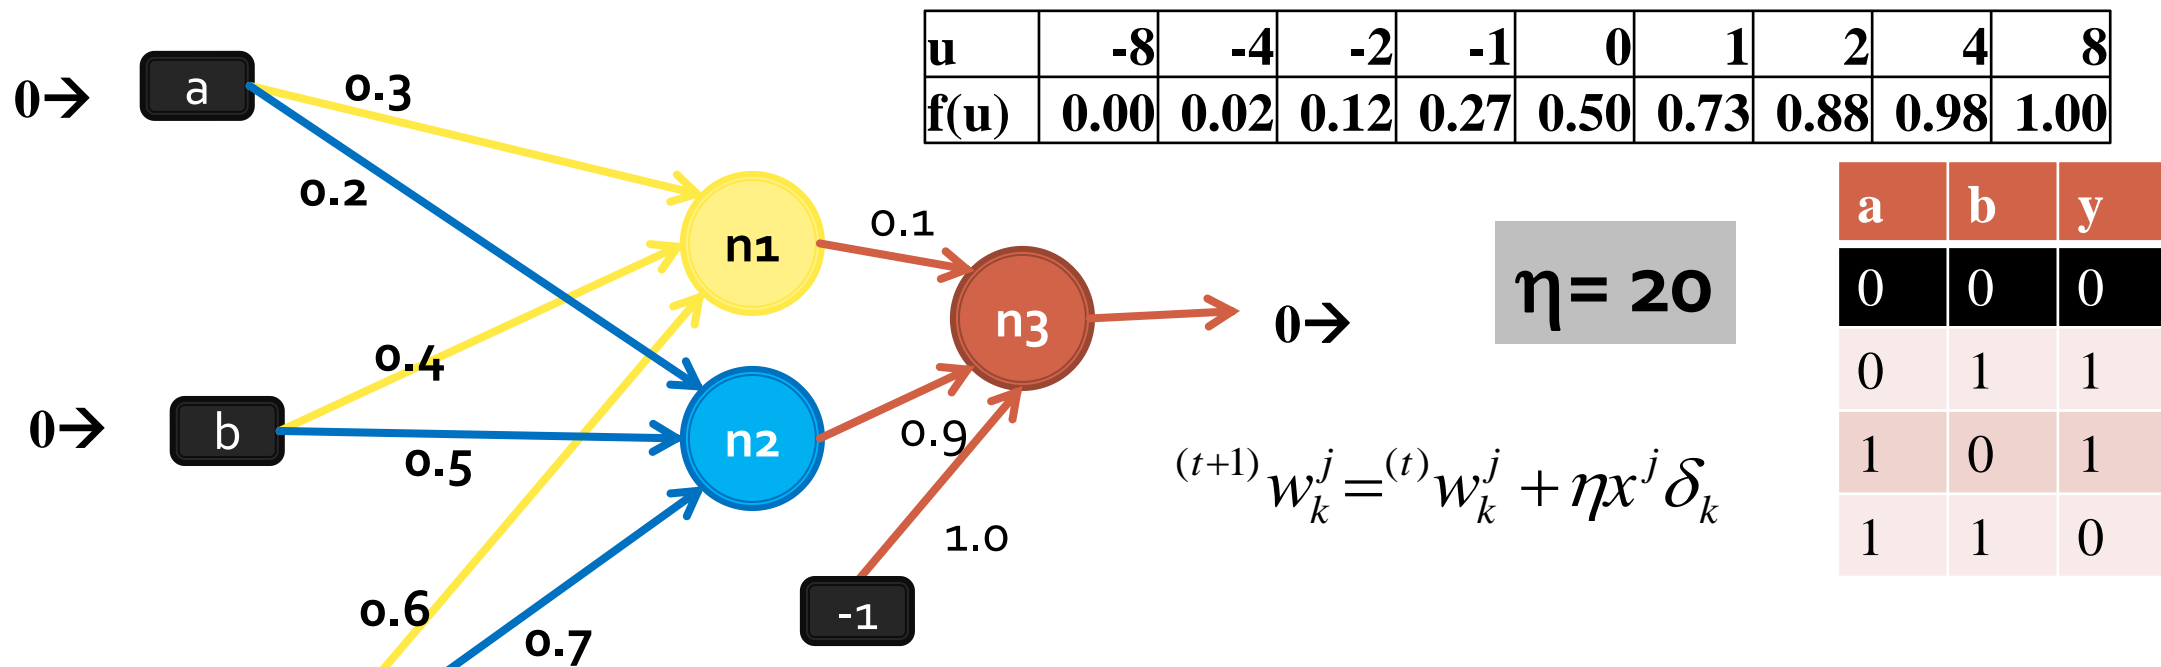 u -8 -4 -2 -1 0 1 2 4 8
f(u) 0.00 0.02 0.12 0.27 0.50 0.73 0.88 0.98 1.00
0→ a
0.3
0.2
n1
0.1
n3
0→
η= 20
a b y
0 0 0
0 1 1
1 0 1
1 1 0
0.4
0→ b
0.5
n2
0.9
1.0
-1
0.6
0.7
(t+1) w_k^j = (t) w_k^j + η x^j δ_k